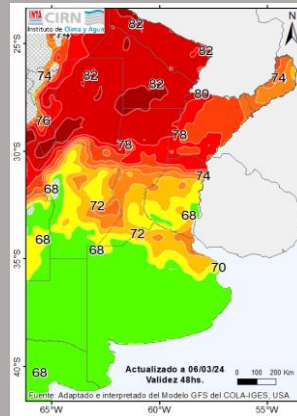 INTA CIRN
Instituto de Clima y Agua
N
25°S
30°S
35°S
40°S
74
82
82
74
82
82
80
74
76
78
78
74
68
72
68
72
68
68
70
68
Actualizado a 06/03/24
Validez 48hs.
0 100 200 Km
Fuente: Adaptado e interpretado del Modelo GFS del COLA-IGES, USA.
65°W 60°W 55°W